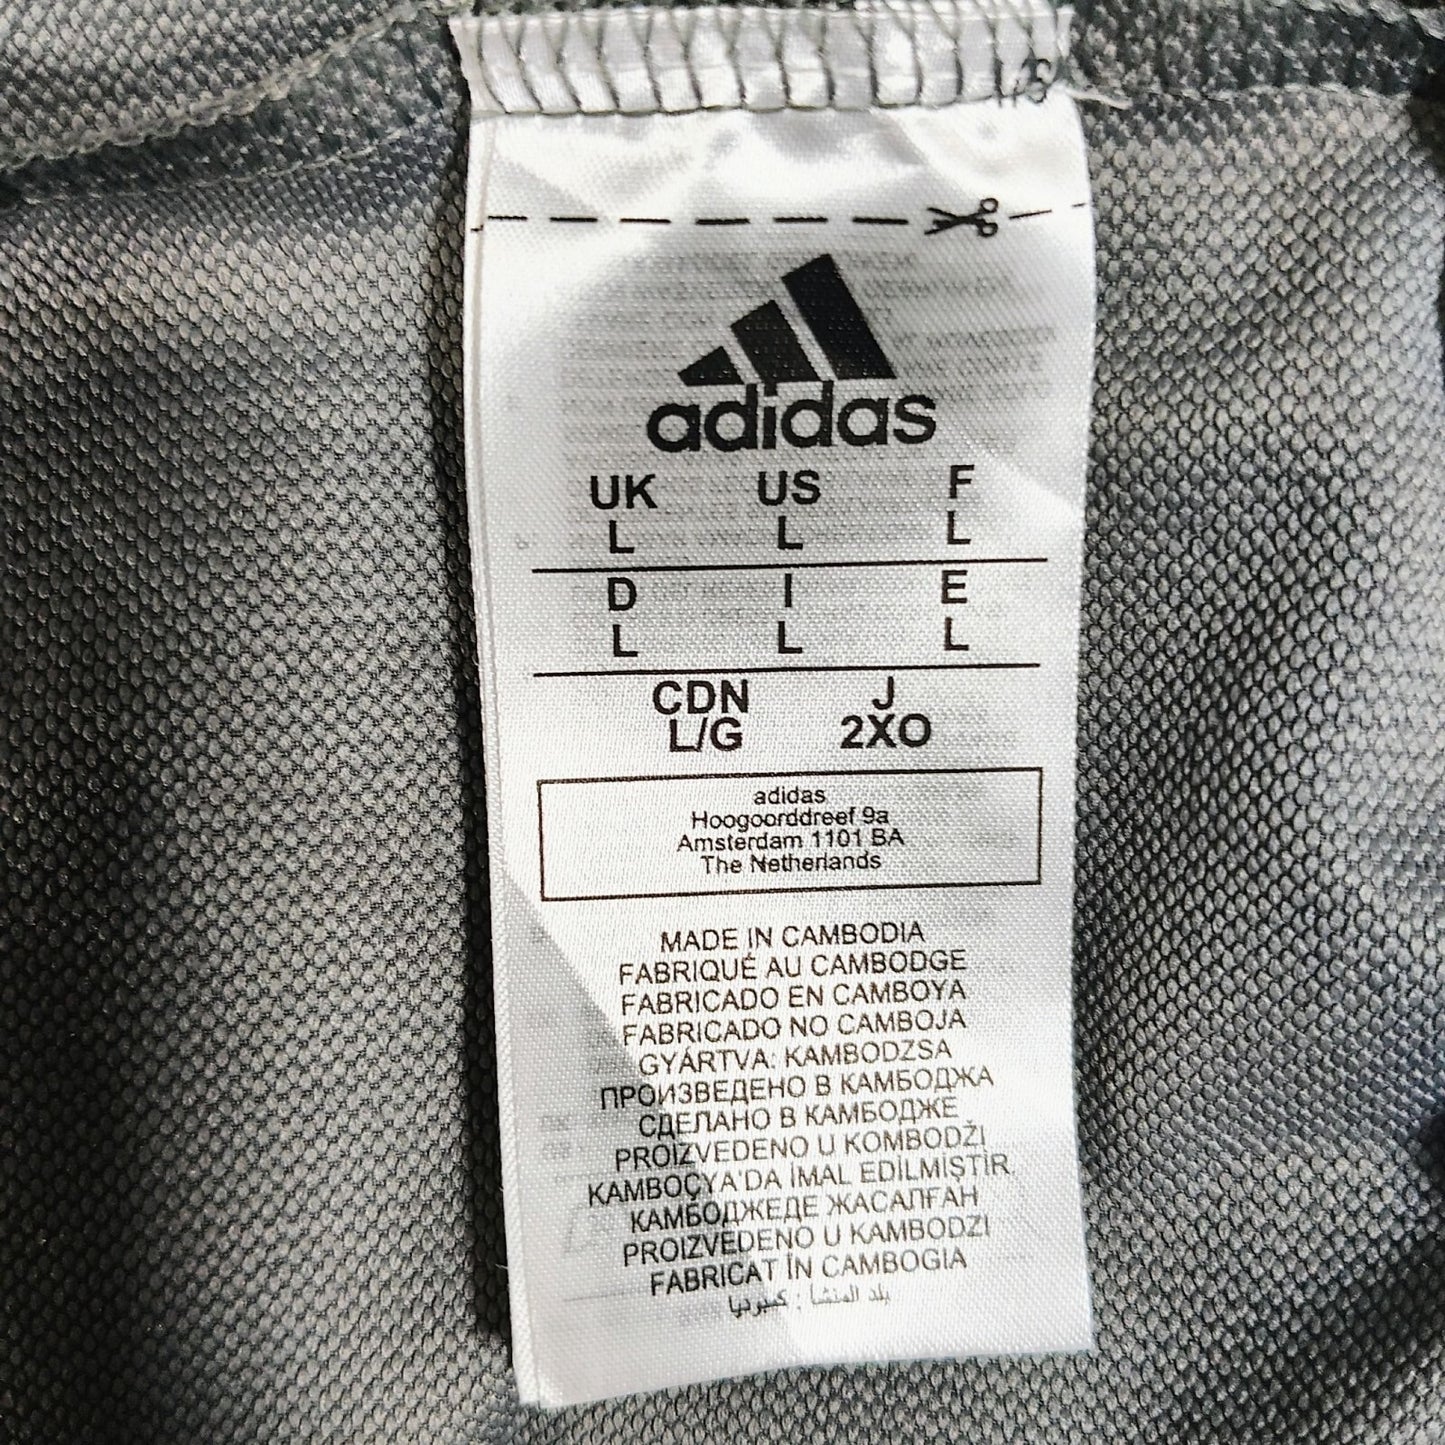 1/3
adidas
UK US F
L L L
D I E
L L L
CDN J
L/G 2XO
adidas
Hoogoorddreef 9a
Amsterdam 1101 BA
The Netherlands
MADE IN CAMBODIA
FABRIQUÉ AU CAMBODGE
FABRICADO EN CAMBOYA
FABRICADO NO CAMBOJA
GYÁRTVA: KAMBODZSA
ПРОИЗВЕДЕНО В КАМБОДЖА
СДЕЛАНО В КАМБОДЖЕ
PROIZVEDENO U KOMBODŽI
KAMBOÇYA'DA İMAL EDİLMİŞTİR
КАМБОДЖЕДЕ ЖАСАЛҒАН
PROIZVEDENO U KAMBODZI
FABRICAT ÎN CAMBOGIA
بلد المنشأ : كمبوديا